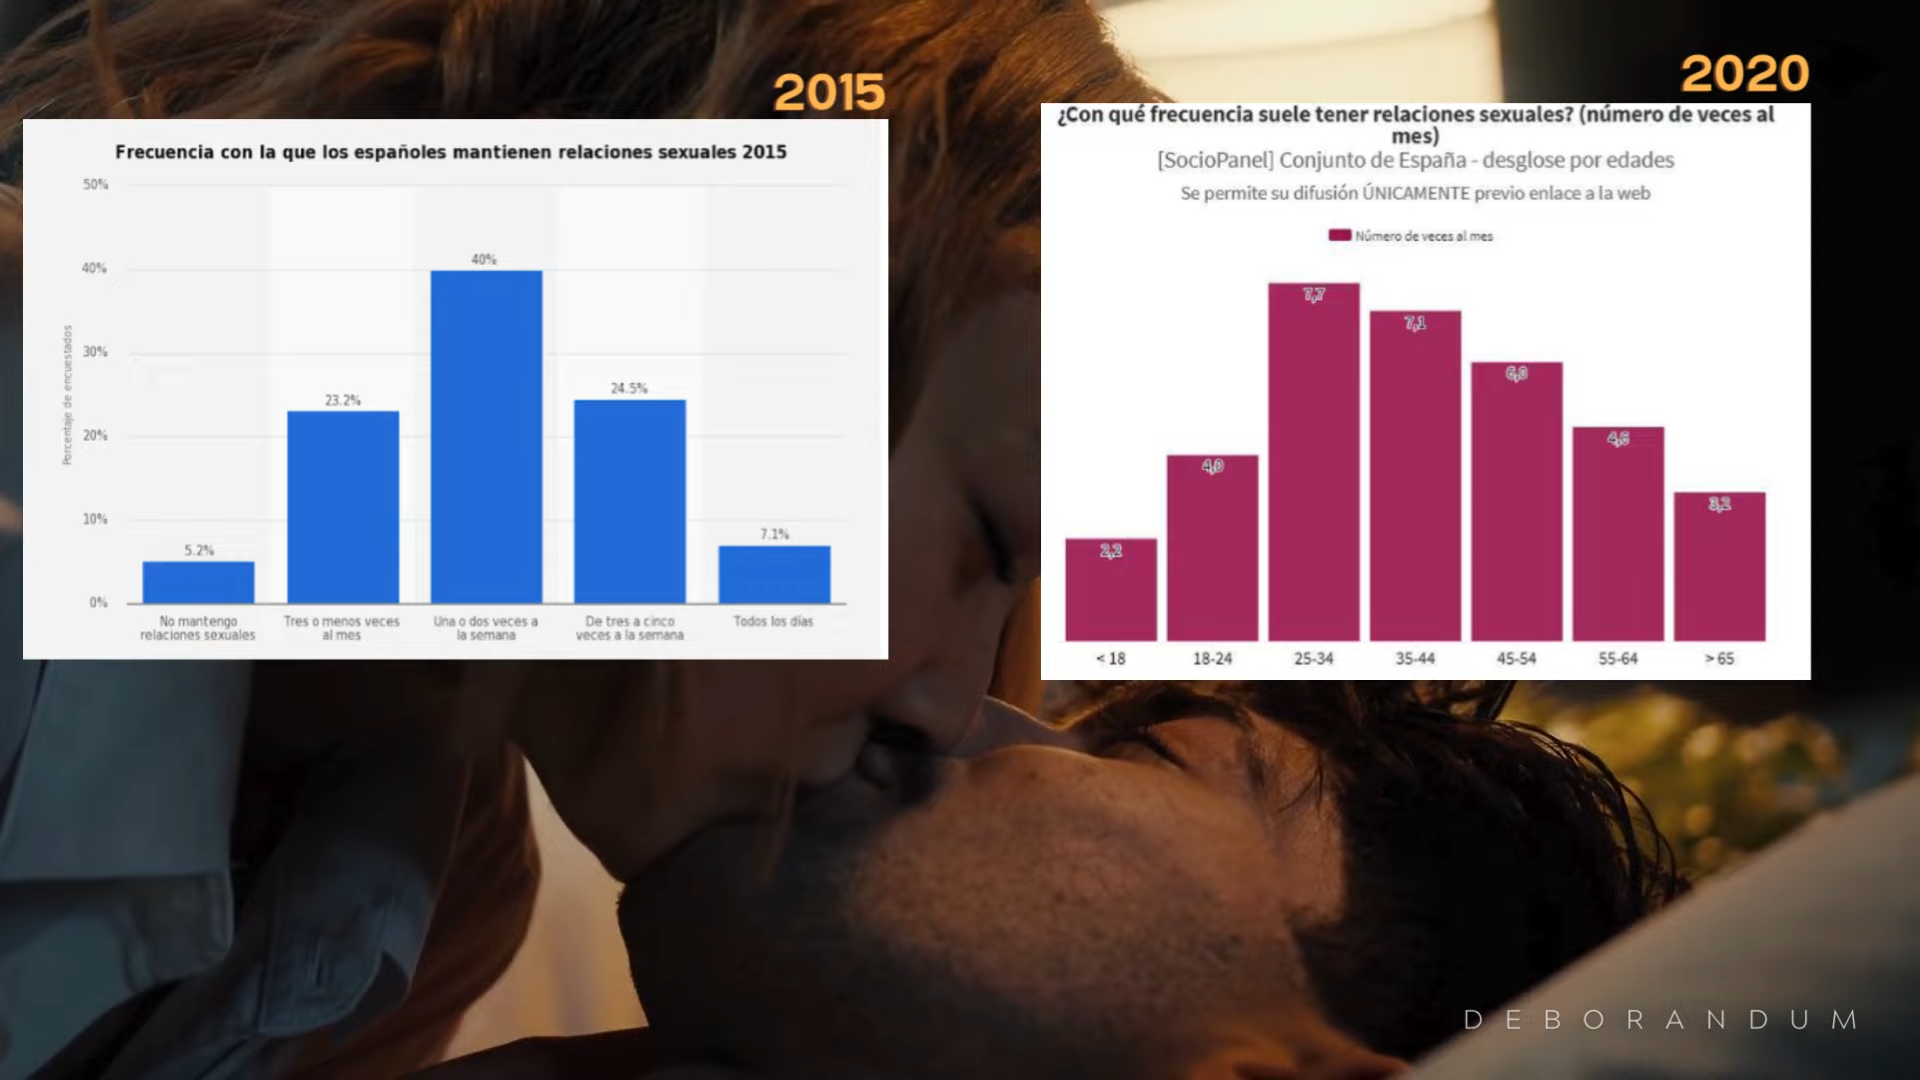 2015
Frecuencia con la que los españoles mantienen relaciones sexuales 2015
50%
40%
30%
20%
10%
0%
Porcentaje de encuestados
5.2%
23.2%
40%
24.5%
7.1%
No mantengo
relaciones sexuales
Tres o menos veces
al mes
Una o dos veces a
la semana
De tres a cinco
veces a la semana
Todos los días
2020
¿Con qué frecuencia suele tener relaciones sexuales? (número de veces al
mes)
[SocioPanel] Conjunto de España - desglose por edades
Se permite su difusión ÚNICAMENTE previo enlace a la web
Número de veces al mes
2,2
4,0
7,7
7,1
6,0
3,2
< 18
18-24
25-34
35-44
45-54
55-64
> 65
DEBORANDUM